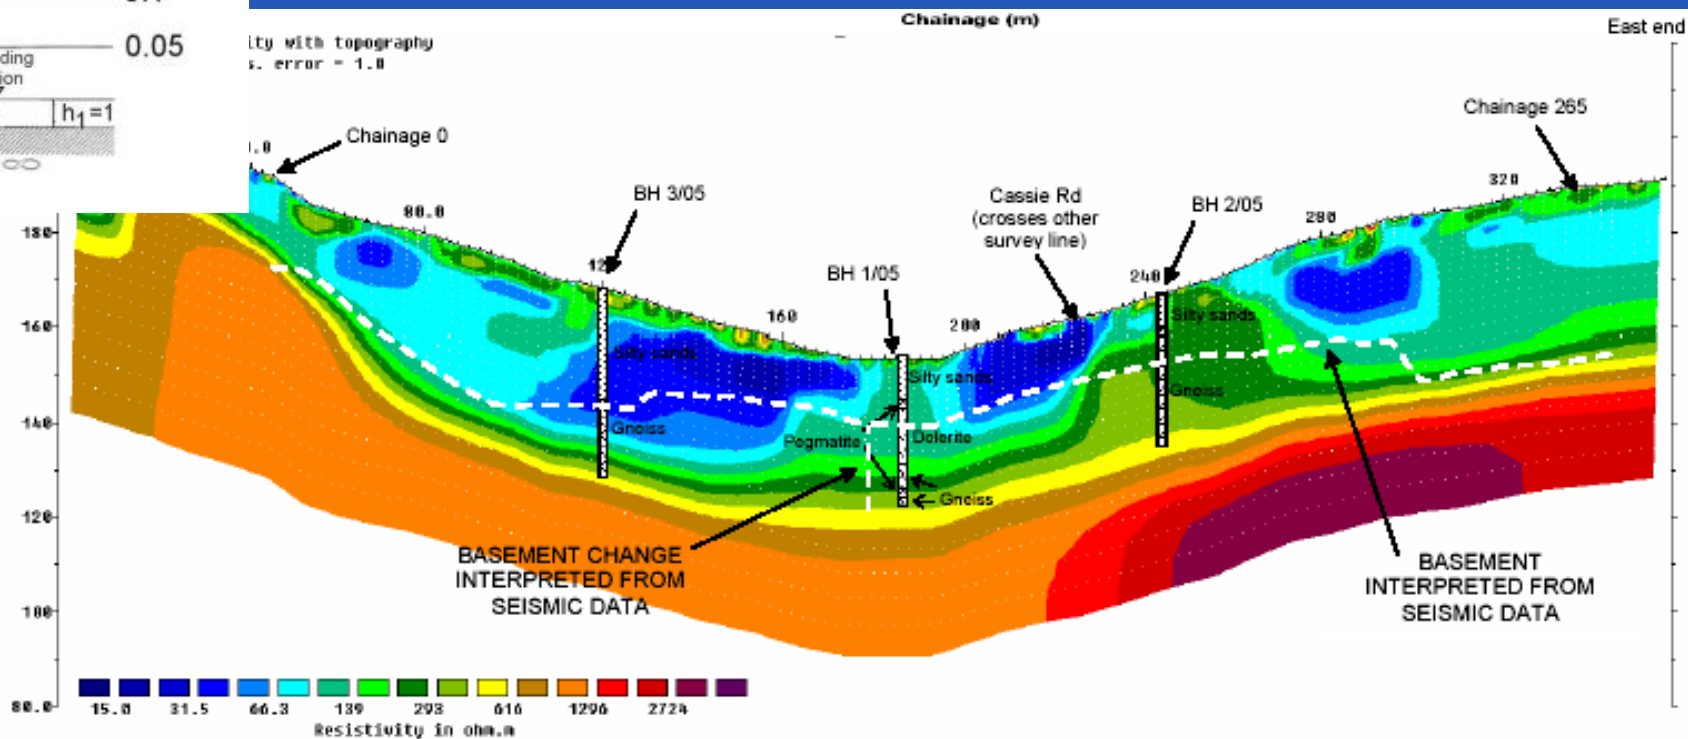 Chainage (m)
East end
0.05
ity with topography
s. error = 1.0
ding
ion
h1=1
∞
Chainage 0
Chainage 265
BH 3/05
Cassie Rd
(crosses other
survey line)
BH 2/05
BH 1/05
320
280
240
200
160
80.0
180
160
140
120
100
80.0
Silty sands
Gneiss
Silty sands
Pegmatite
Dolerite
Gneiss
Silty sands
Gneiss
BASEMENT CHANGE
INTERPRETED FROM
SEISMIC DATA
BASEMENT
INTERPRETED FROM
SEISMIC DATA
15.0 31.5 66.3 139 293 616 1296 2724
Resistivity in ohm.m